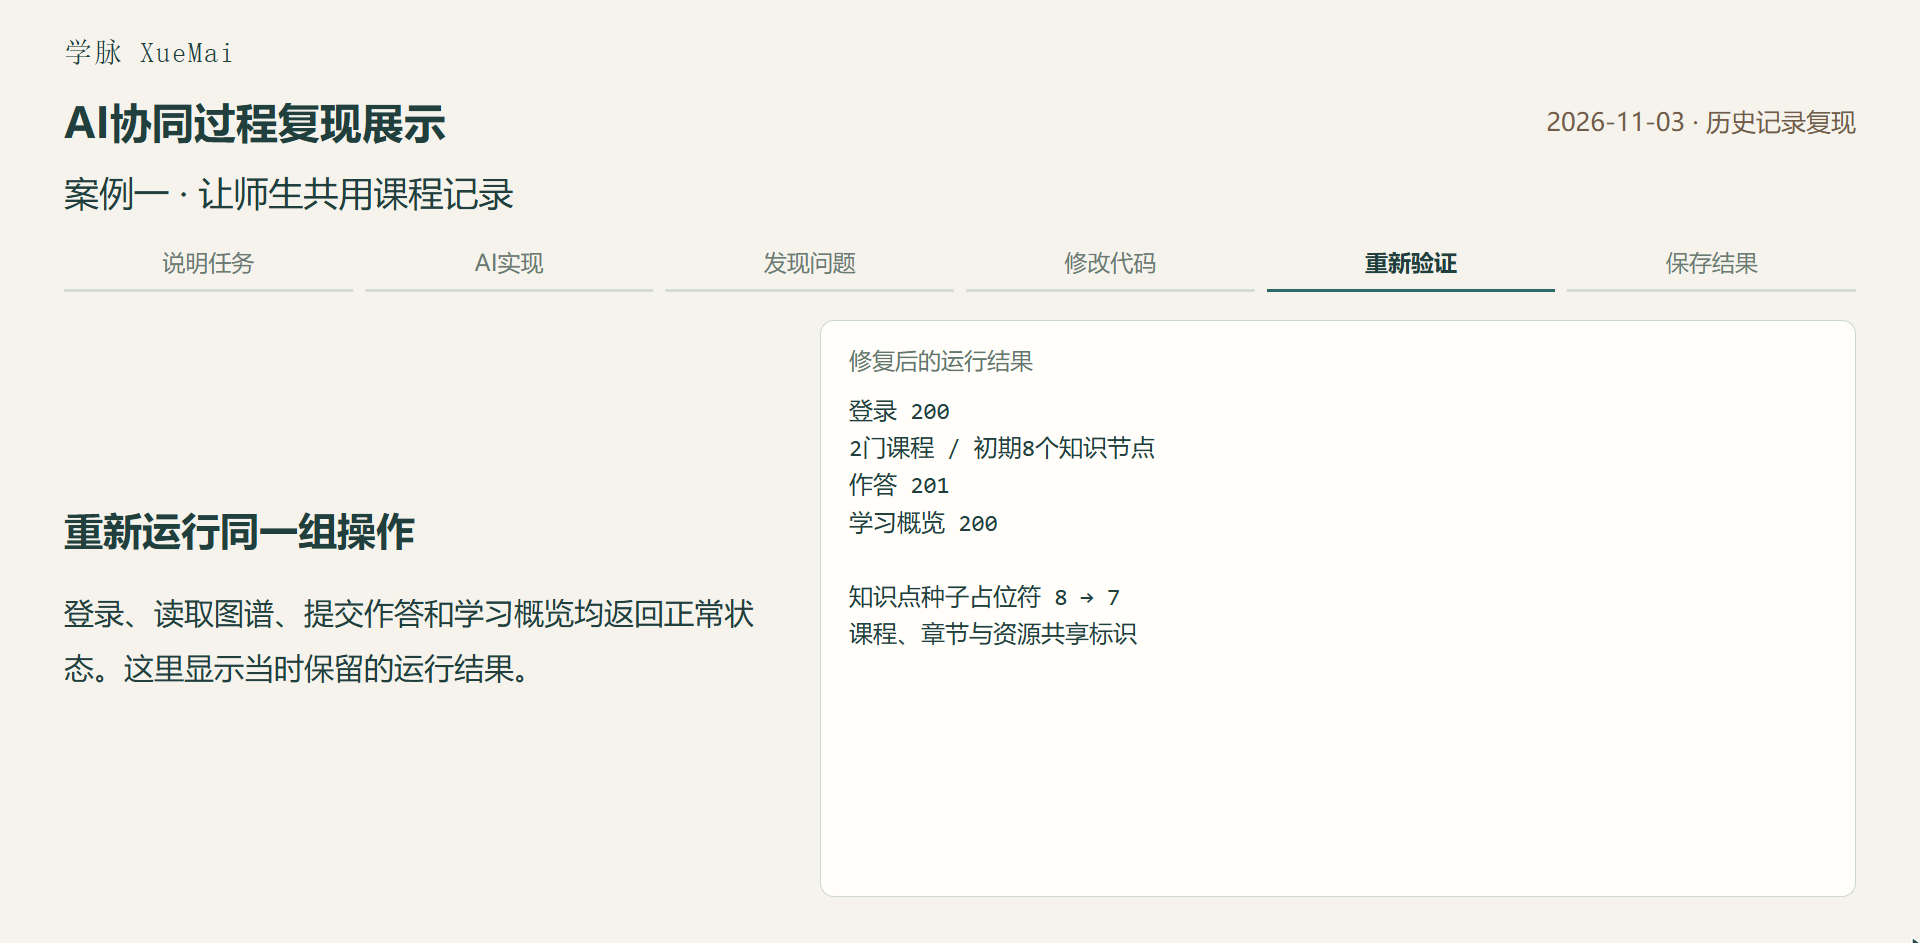 学脉 XueMai
AI协同过程复现展示
2026-11-03 · 历史记录复现
案例一 · 让师生共用课程记录
说明任务
AI实现
发现问题
修改代码
重新验证
保存结果
重新运行同一组操作
登录、读取图谱、提交作答和学习概览均返回正常状
态。这里显示当时保留的运行结果。
修复后的运行结果
登录 200
2门课程 / 初期8个知识节点
作答 201
学习概览 200
知识点种子占位符 8 → 7
课程、章节与资源共享标识